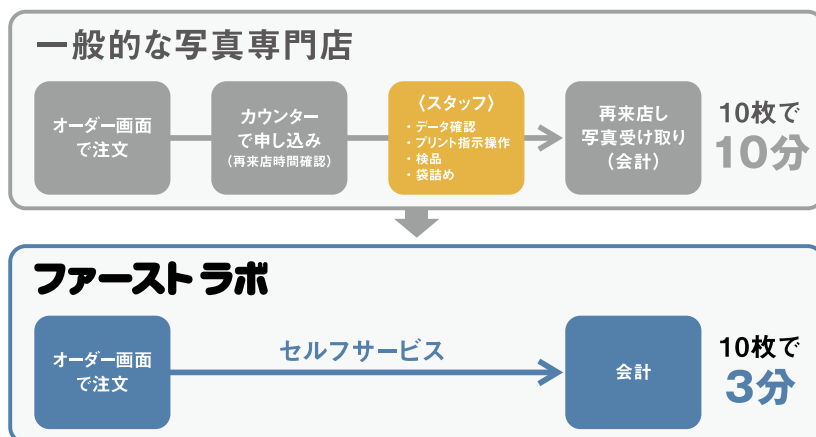 一般的な写真専門店
オーダー画面
で注文
カウンター
で申し込み
（再来店時間確認）
〈スタッフ〉
・データ確認
・プリント指示操作
・検品
・袋詰め
再来店し
写真受け取り
（会計）
10枚で
10分
ファーストラボ
オーダー画面
で注文
セルフサービス
会計
10枚で
3分